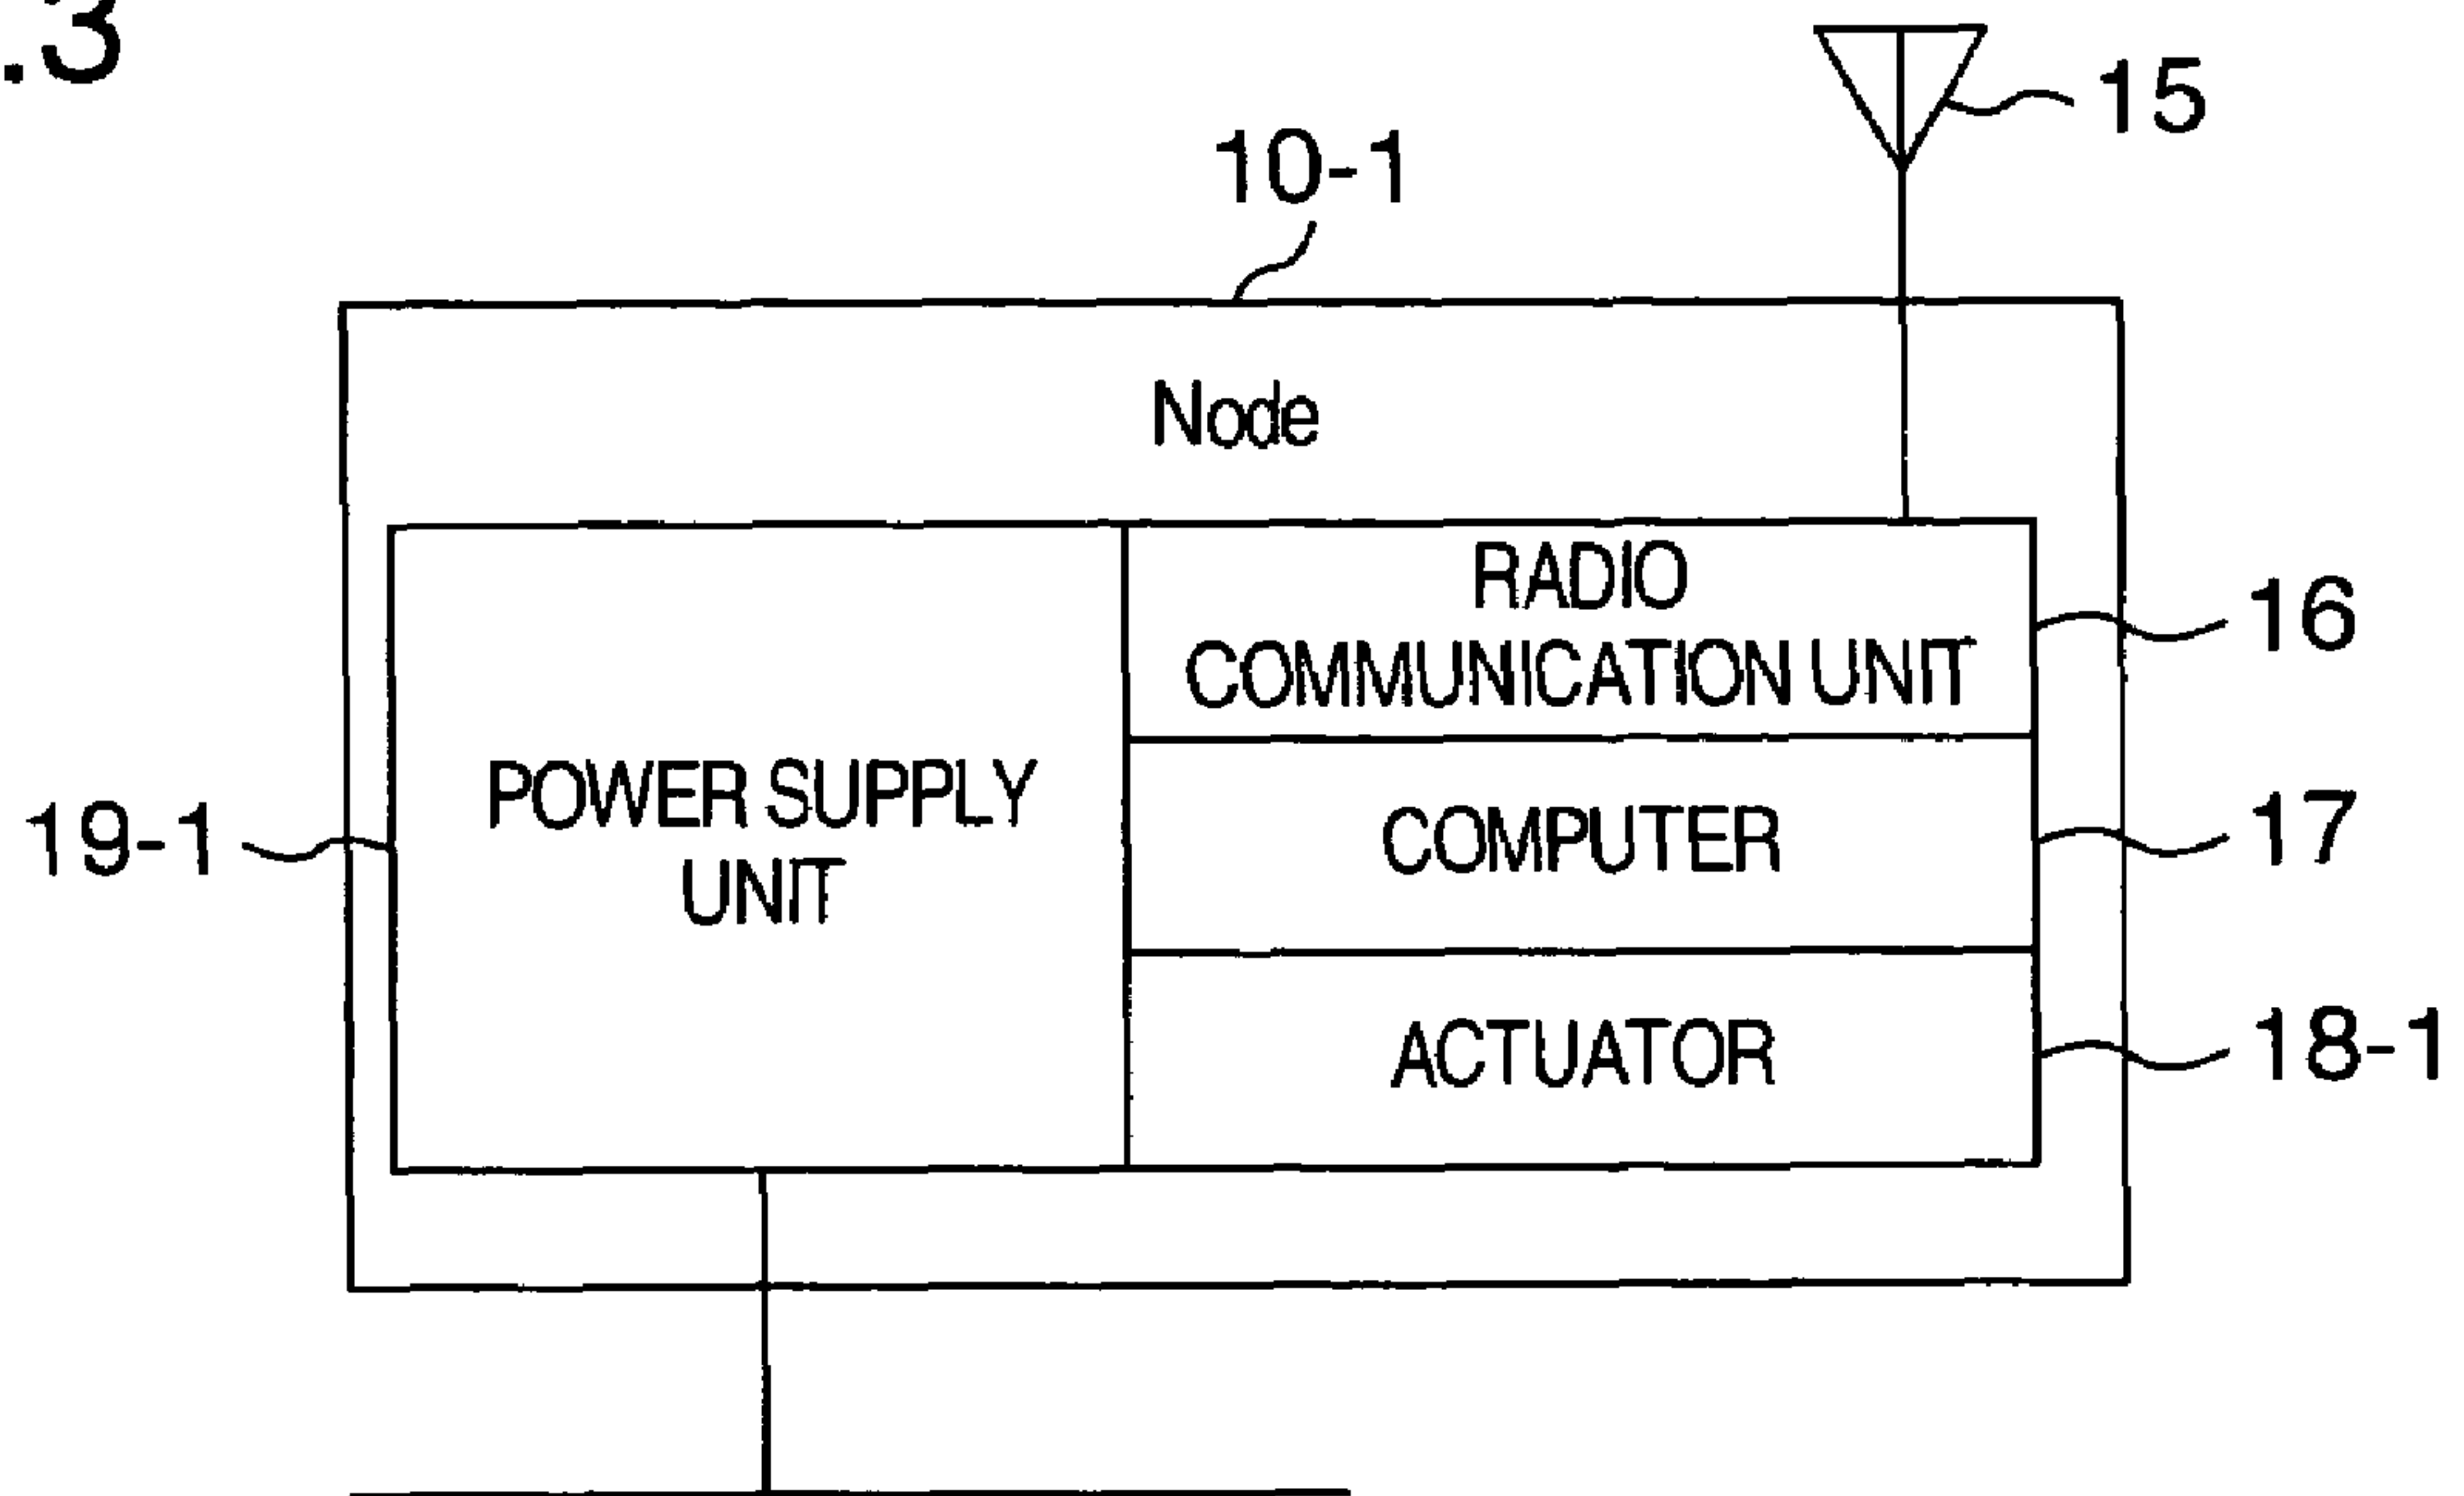 .3
15
10-1
Node
RADIO
COMMUNICATION UNIT
16
POWER SUPPLY
UNIT
19-1
COMPUTER
17
ACTUATOR
18-1